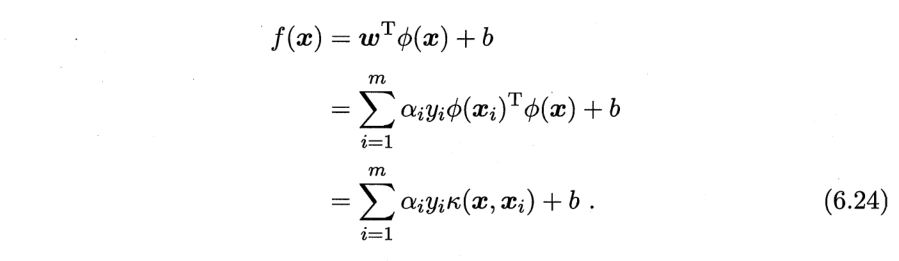 f(x) = w^T ϕ(x) + b
= ∑_{i=1}^{m} α_i y_i ϕ(x_i)^T ϕ(x) + b
= ∑_{i=1}^{m} α_i y_i κ(x, x_i) + b . (6.24)